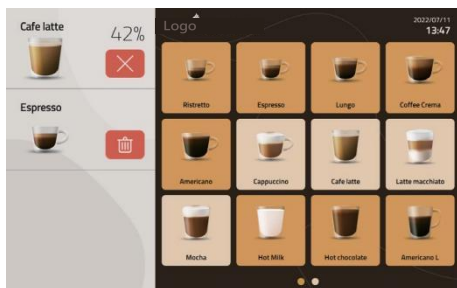 Cafe latte
42%
Espresso
Logo
2022/07/11
13:47
Ristretto
Espresso
Lungo
Coffee Crema
Americano
Cappuccino
Cafe latte
Latte macchiato
Mocha
Hot Milk
Hot chocolate
Americano L